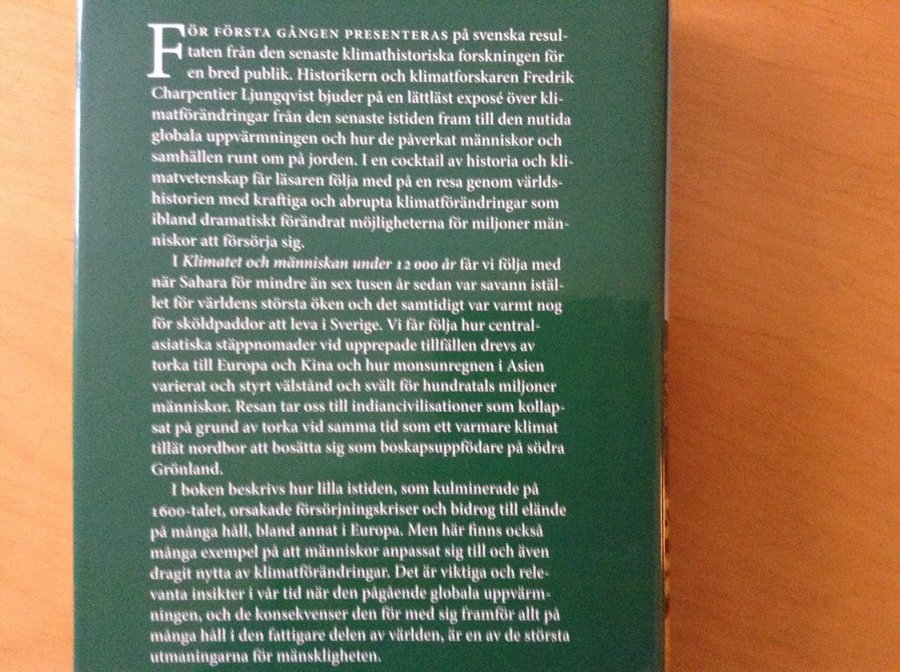 FÖR FÖRSTA GÅNGEN PRESENTERAS på svenska resul-
taten från den senaste klimathistoriska forskningen för
en bred publik. Historikern och klimatforskaren Fredrik
Charpentier Ljungqvist bjuder på en lättläst exposé över kli-
matförändringar från den senaste istiden fram till den nutida
globala uppvärmningen och hur de påverkat människor och
samhällen runt om på jorden. I en cocktail av historia och kli-
matvetenskap får läsaren följa med på en resa genom världs-
historien med kraftiga och abrupta klimatförändringar som
ibland dramatiskt förändrat möjligheterna för miljoner män-
niskor att försörja sig.
I Klimatet och människan under 12 000 år får vi följa med
när Sahara för mindre än sex tusen år sedan var savann istäl-
let för världens största öken och det samtidigt var varmt nog
för sköldpaddor att leva i Sverige. Vi får följa hur central-
asiatiska stäppnomader vid upprepade tillfällen drevs av
torka till Europa och Kina och hur monsunregnen i Asien
varierat och styrt välstånd och svält för hundratals miljoner
människor. Resan tar oss till indiancivilisationer som kollap-
sat på grund av torka vid samma tid som ett varmare klimat
tillät nordbor att bosätta sig som boskapsuppfödare på södra
Grönland.
I boken beskrivs hur lilla istiden, som kulminerade på
1600-talet, orsakade försörjningskriser och bidrog till elände
på många håll, bland annat i Europa. Men här finns också
många exempel på att människor anpassat sig till och även
dragit nytta av klimatförändringar. Det är viktiga och rele-
vanta insikter i vår tid när den pågående globala uppvärm-
ningen, och de konsekvenser den för med sig framför allt på
många håll i den fattigare delen av världen, är en av de största
utmaningarna för mänskligheten.